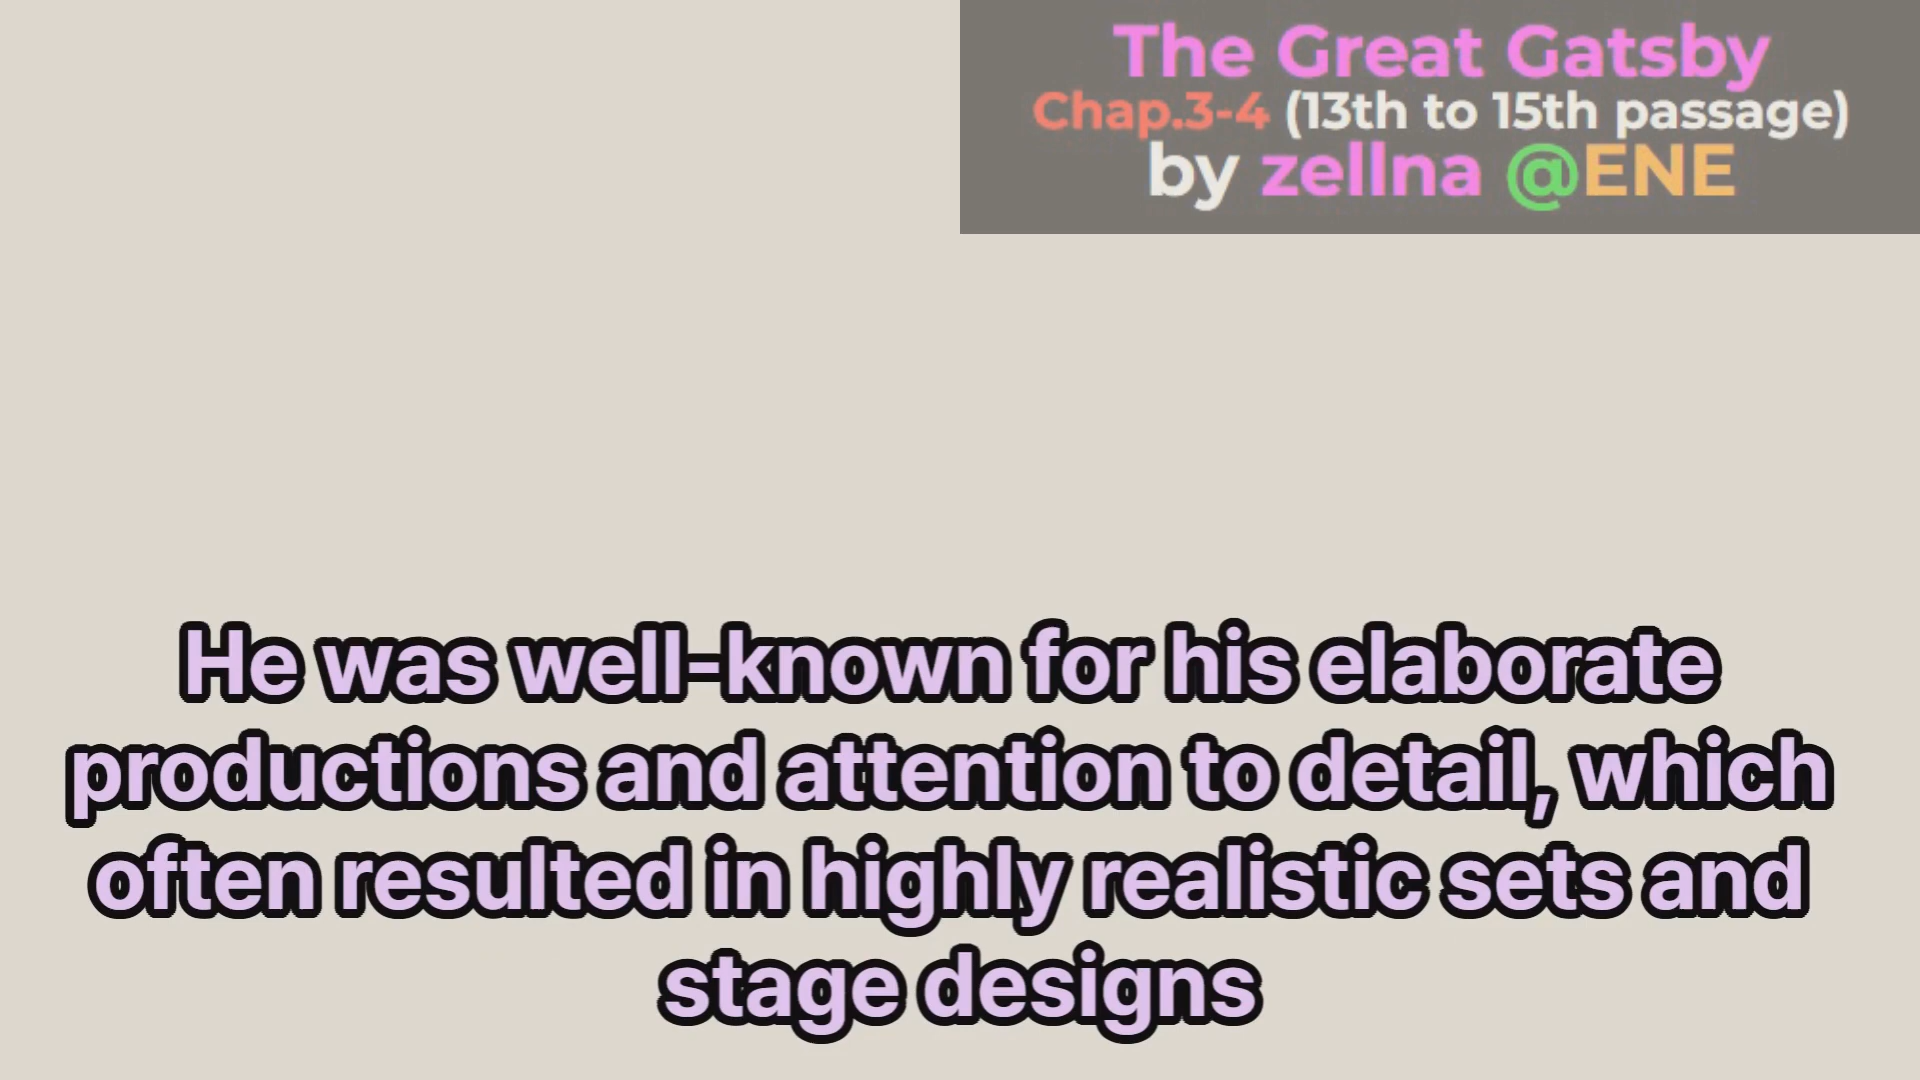 The Great Gatsby
Chap.3-4 (13th to 15th passage)
by zellna @ENE
He was well-known for his elaborate
productions and attention to detail, which
often resulted in highly realistic sets and
stage designs